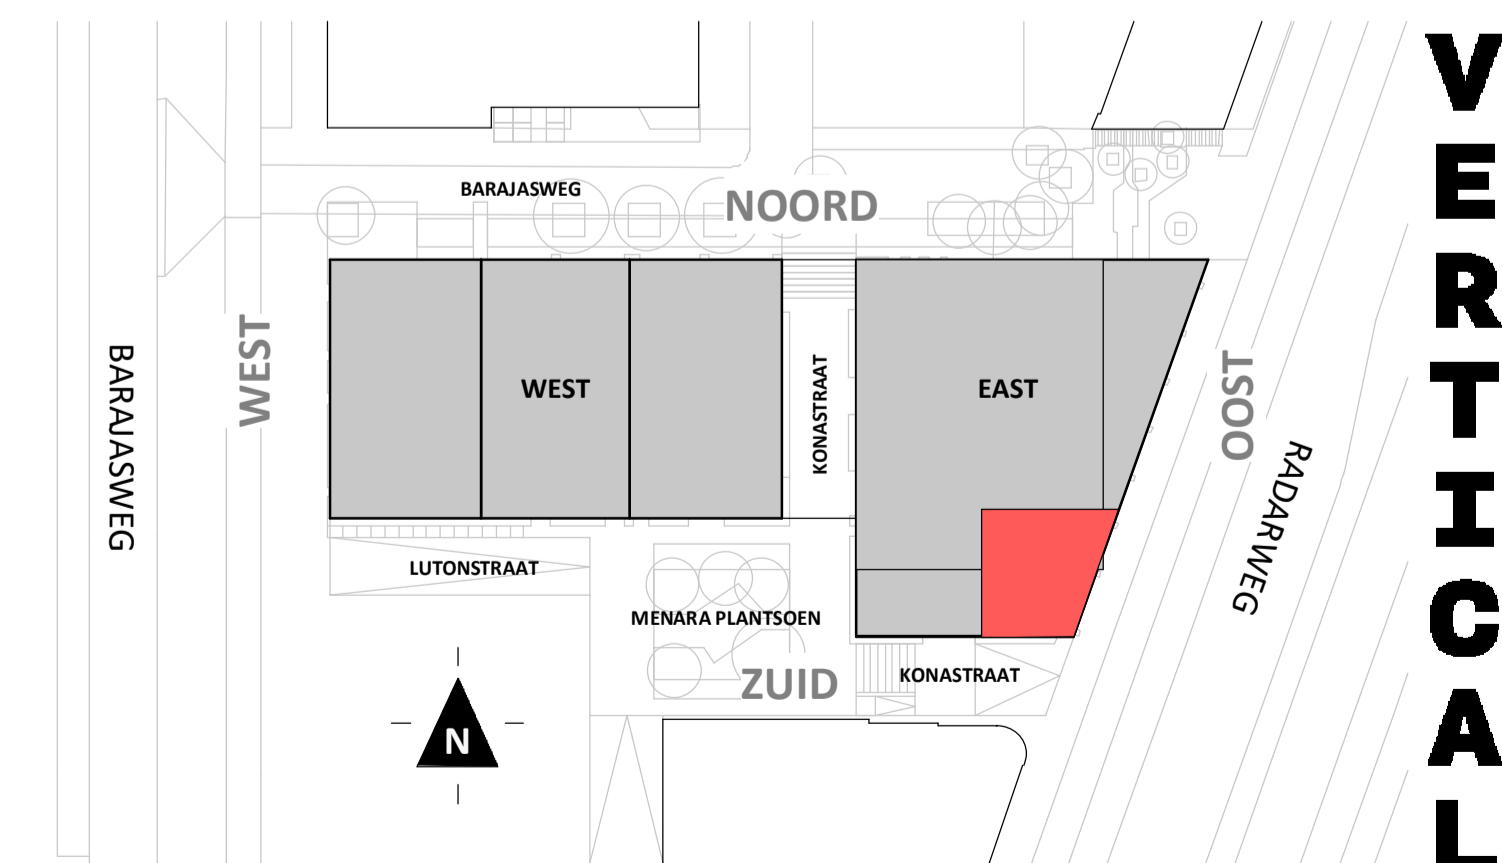 BARAJASWEG
NOORD
WEST
BARAJASWEG
WEST
KONASTRAAT
EAST
OOST
RADARWEG
LUTONSTRAAT
MENARA PLANTSOEN
ZUID
KONASTRAAT
N
VERTICAL